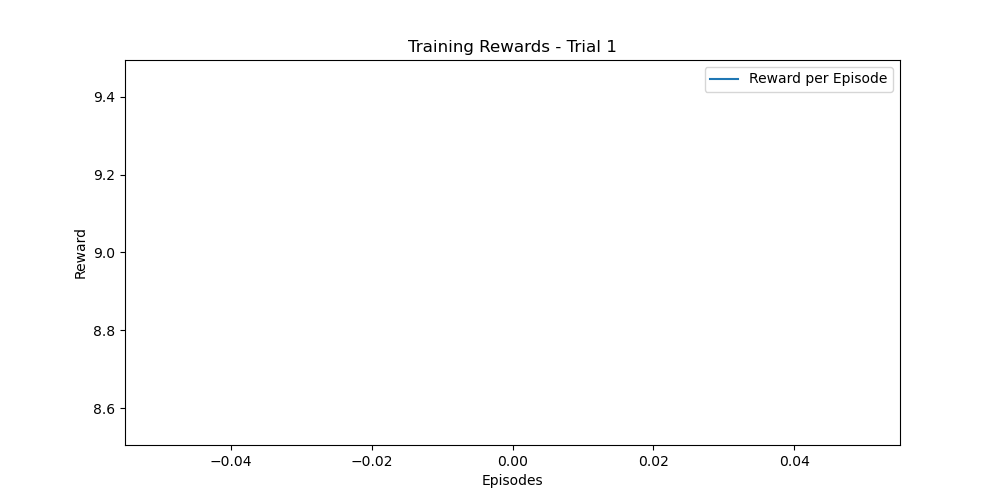 Training Rewards - Trial 1
Reward per Episode
9.4
9.2
9.0
8.8
8.6
Reward
−0.04
−0.02
0.00
0.02
0.04
Episodes